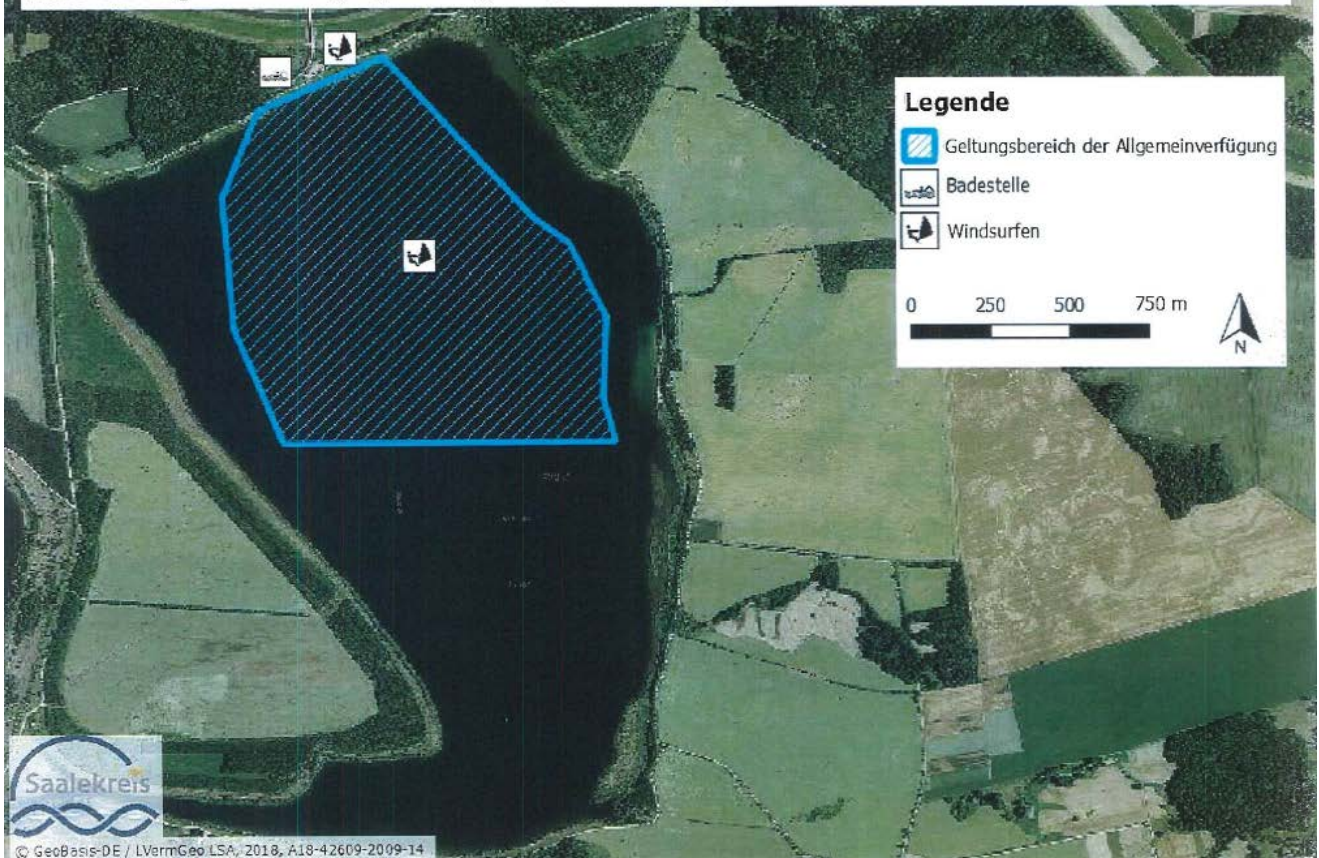 Legende
Geltungsbereich der Allgemeinverfügung
Badestelle
Windsurfen
0 250 500 750 m
N
Saalekreis
© GeoBasis-DE / LVermGeo LSA, 2018, A18-42609-2009-14